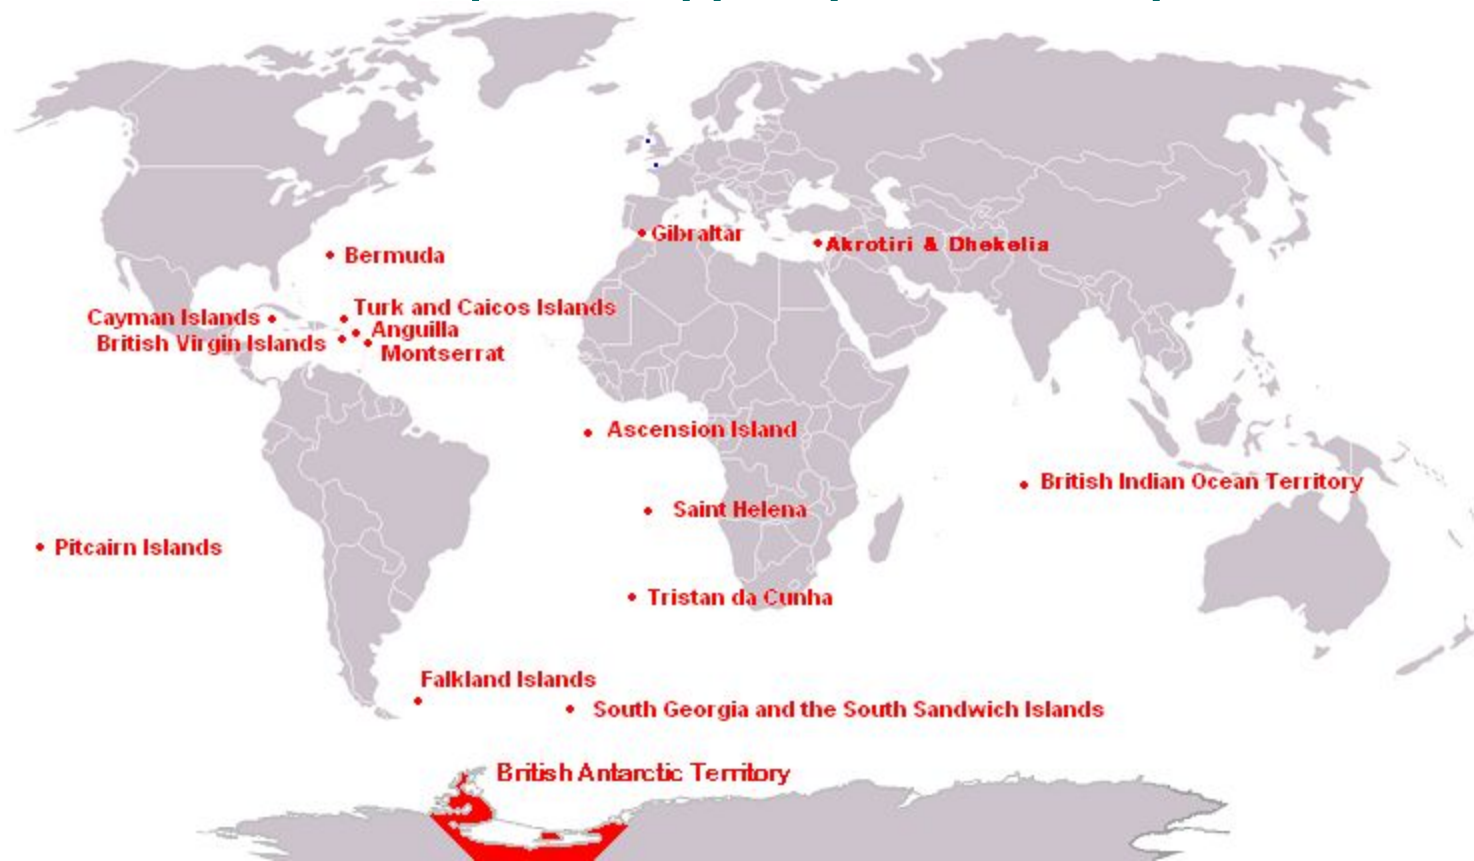 Gibraltar
Akrotiri & Dhekelia
Bermuda
Turk and Caicos Islands
Cayman Islands
Anguilla
British Virgin Islands
Montserrat
Ascension Island
British Indian Ocean Territory
Saint Helena
Pitcairn Islands
Tristan da Cunha
Falkland Islands
South Georgia and the South Sandwich Islands
British Antarctic Territory